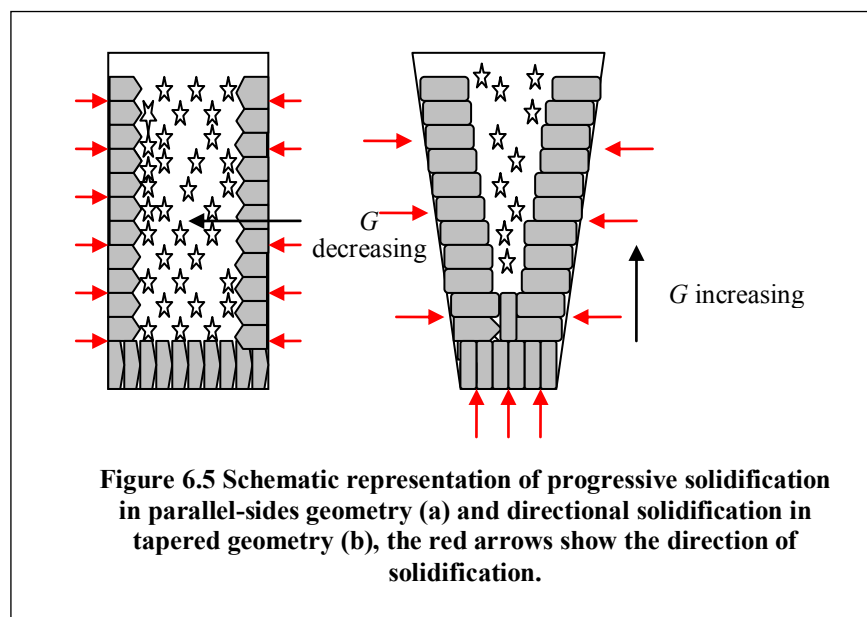 G
decreasing
G increasing
Figure 6.5 Schematic representation of progressive solidification
in parallel-sides geometry (a) and directional solidification in
tapered geometry (b), the red arrows show the direction of
solidification.